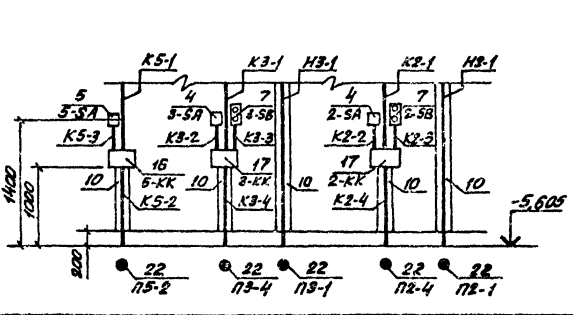 К5-1 К3-1 Н3-1 К2-1 Н3-1
5 4 7 4 7
5-SA 3-SA 3-SB 2-SA 2-SB
К5-3 К3-2 К3-3 К2-2 К2-3
16 17 17
5-КК 3-КК 2-КК
10 10 10 10 10
К5-2 К3-4 К2-4
1400
1000
200
-5,605
22 22 22 22 22
П5-2 П3-4 П3-1 П2-4 П2-1